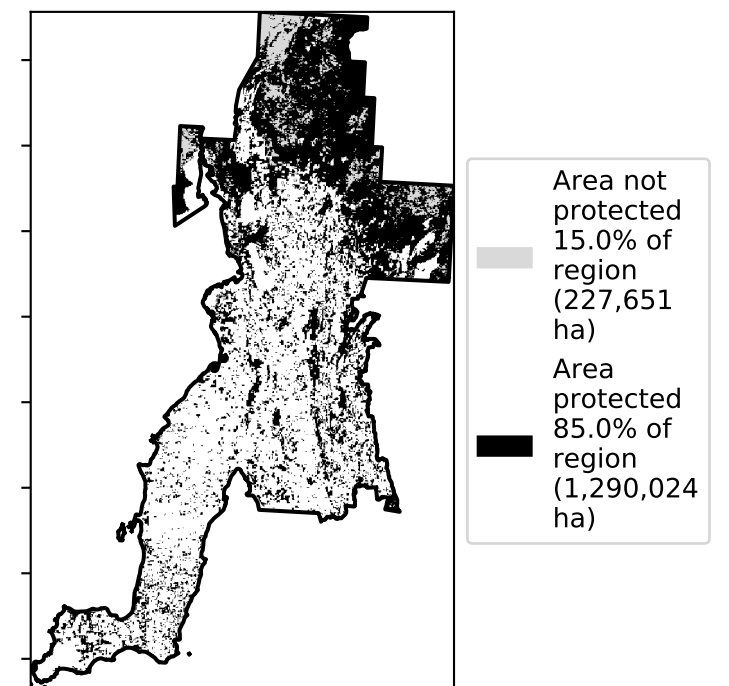 Area not
protected
15.0% of
region
(227,651
ha)
Area
protected
85.0% of
region
(1,290,024
ha)